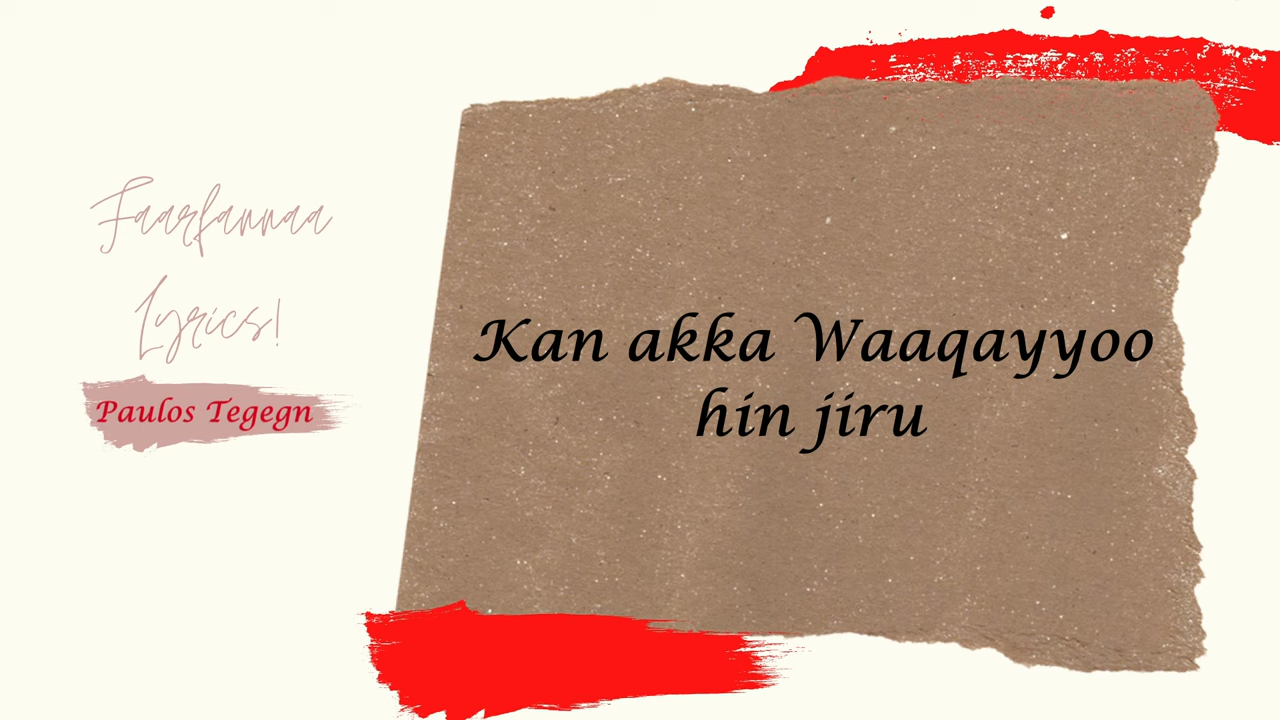 Faarfannaa
Lyrics!
Paulos Tegegn
Kan akka Waaqayyoo
hin jiru